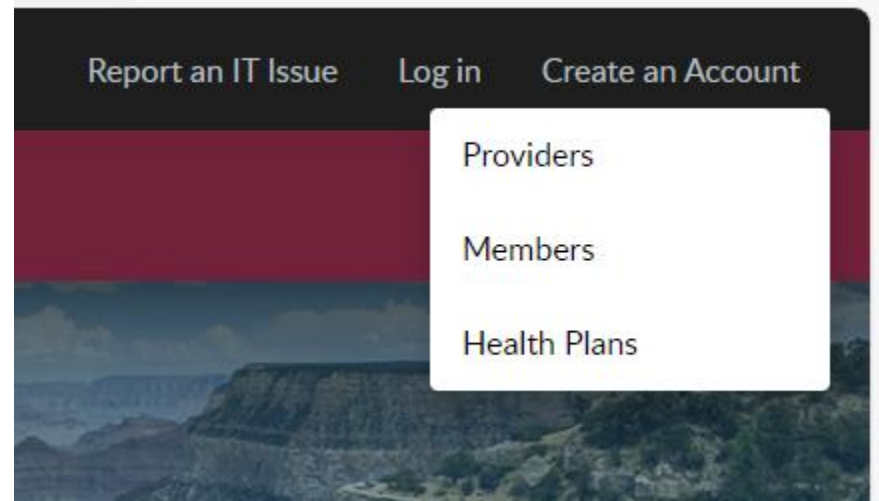 Report an IT Issue Log in Create an Account
Providers
Members
Health Plans